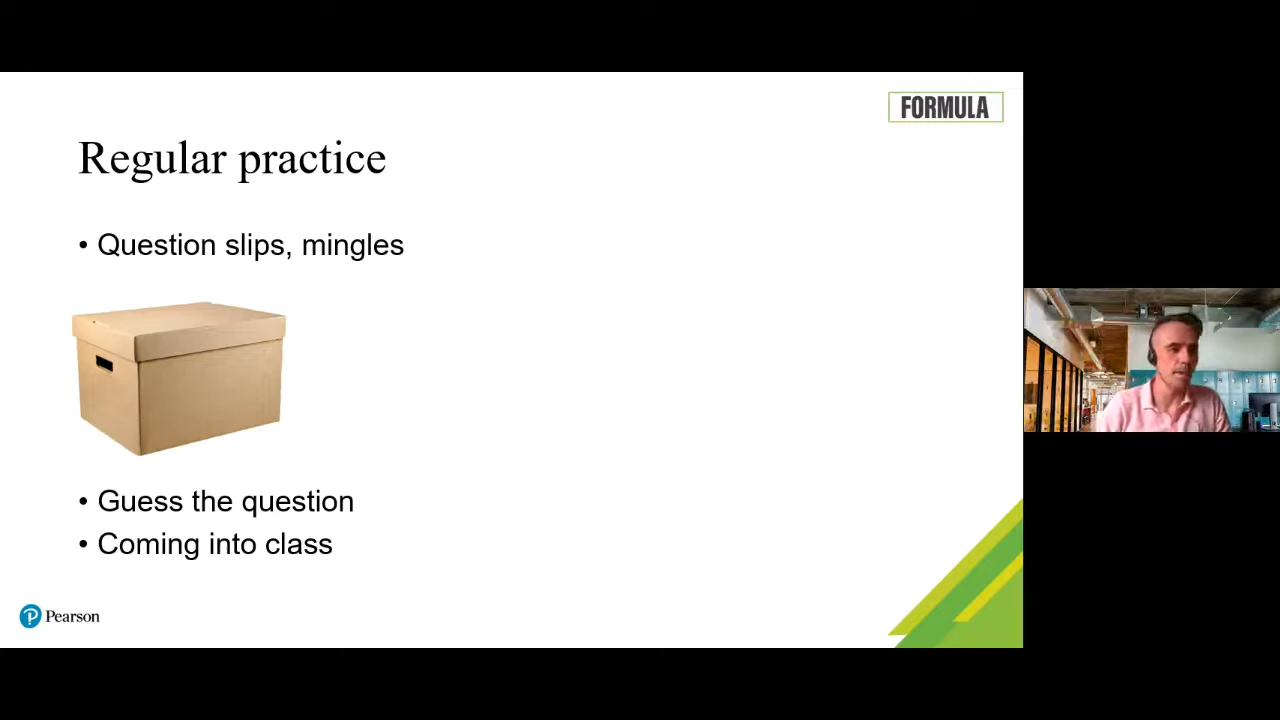 FORMULA
Regular practice
• Question slips, mingles
• Guess the question
• Coming into class
Pearson